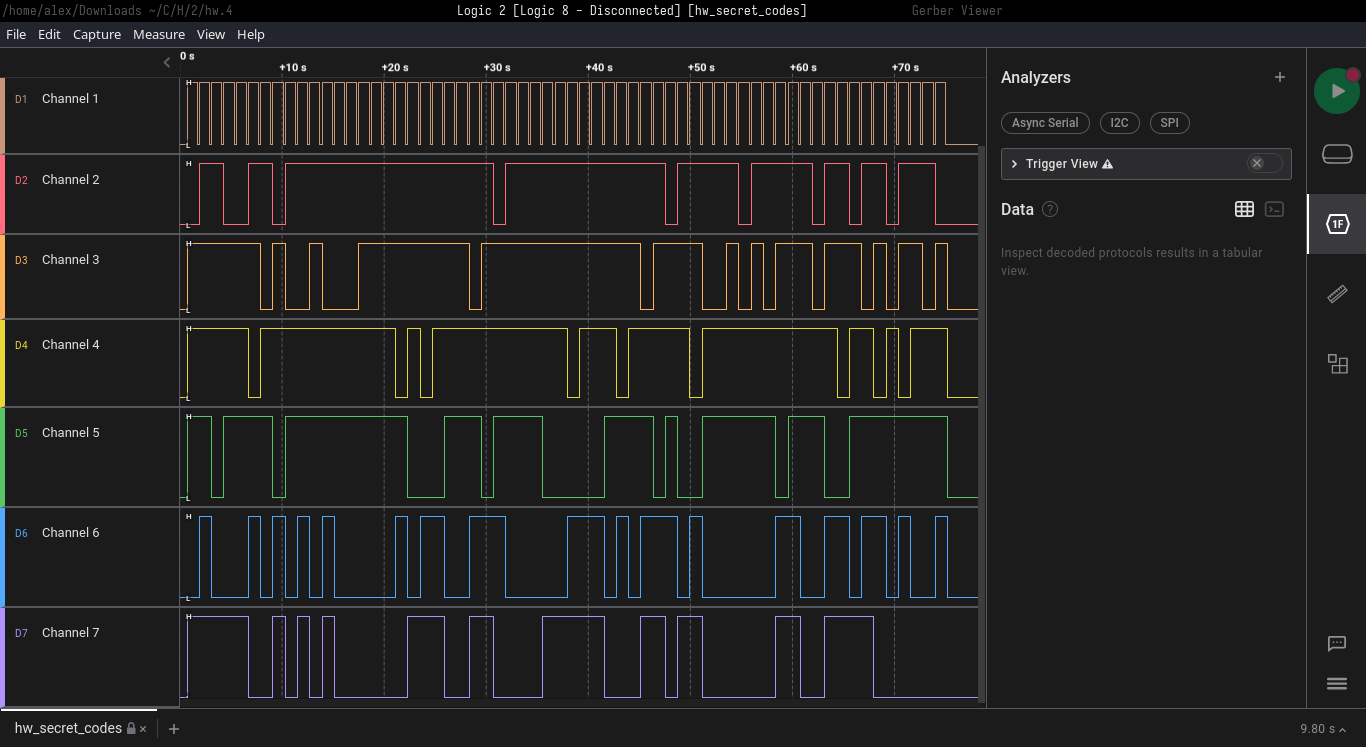 /home/alex/Downloads ~/C/H/2/hw.4
Logic 2 [Logic 8 – Disconnected] [hw_secret_codes]
Gerber Viewer
File Edit Capture Measure View Help
0 s
+10 s +20 s +30 s +40 s +50 s +60 s +70 s
D1 Channel 1
H
L
D2 Channel 2
H
L
D3 Channel 3
H
L
D4 Channel 4
H
L
D5 Channel 5
H
L
D6 Channel 6
H
L
D7 Channel 7
H
Analyzers
Async Serial I2C SPI
Trigger View
Data
Inspect decoded protocols results in a tabular
view.
1F
hw_secret_codes
9.80 s